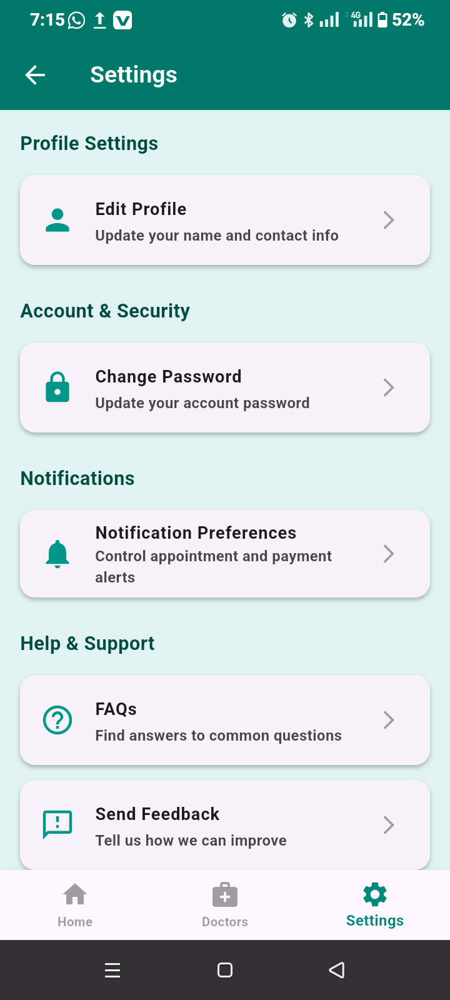 7:15 4G 52%
Settings
Profile Settings
Edit Profile
Update your name and contact info
Account & Security
Change Password
Update your account password
Notifications
Notification Preferences
Control appointment and payment
alerts
Help & Support
FAQs
Find answers to common questions
Send Feedback
Tell us how we can improve
Home Doctors Settings